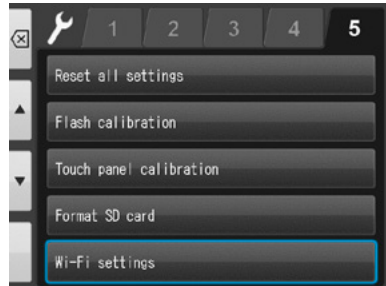 1 2 3 4 5
Reset all settings
Flash calibration
Touch panel calibration
Format SD card
Wi-Fi settings